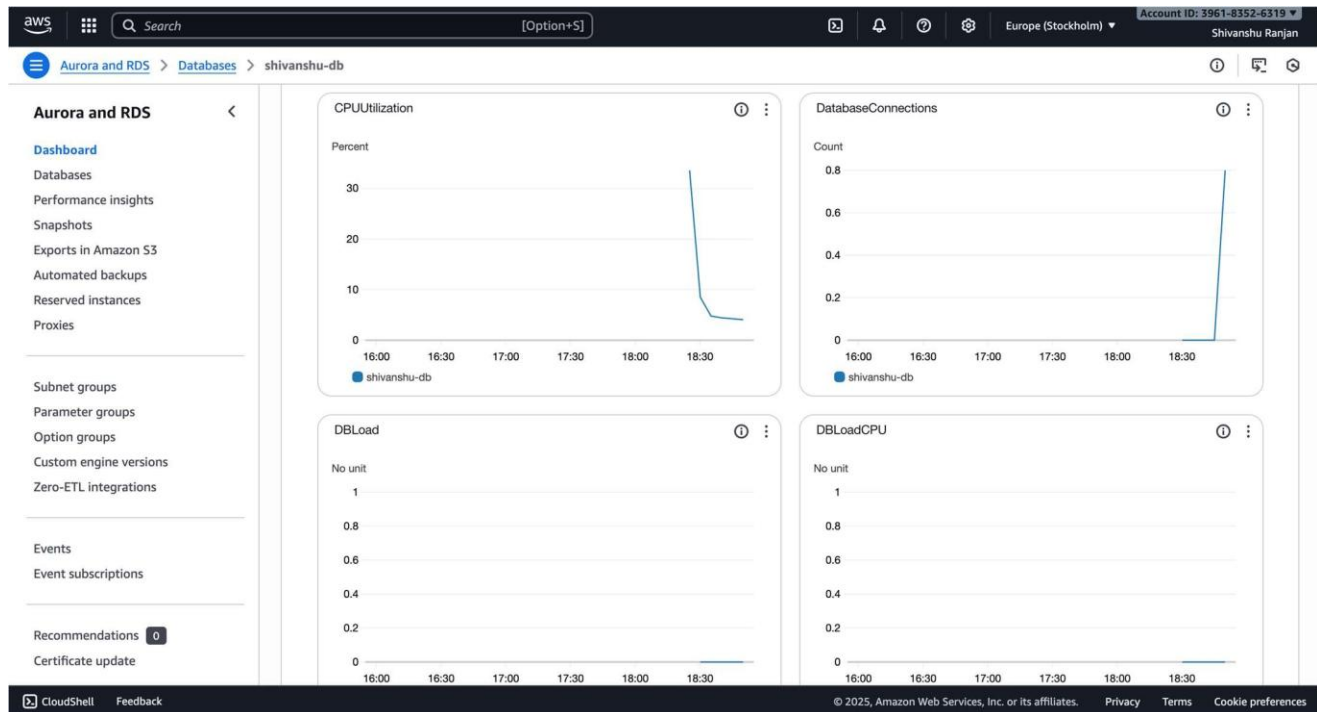 aws
Search [Option+S]
Europe (Stockholm) ▼
Account ID: 3961-8352-6319 ▼
Shivanshu Ranjan
Aurora and RDS > Databases > shivanshu-db
Aurora and RDS
Dashboard
Databases
Performance insights
Snapshots
Exports in Amazon S3
Automated backups
Reserved instances
Proxies
Subnet groups
Parameter groups
Option groups
Custom engine versions
Zero-ETL integrations
Events
Event subscriptions
Recommendations 0
Certificate update
CPUUtilization
Percent
30
20
10
0
16:00 16:30 17:00 17:30 18:00 18:30
shivanshu-db
DatabaseConnections
Count
0.8
0.6
0.4
0.2
0
16:00 16:30 17:00 17:30 18:00 18:30
shivanshu-db
DBLoad
No unit
1
0.8
0.6
0.4
0.2
0
16:00 16:30 17:00 17:30 18:00 18:30
DBLoadCPU
No unit
1
0.8
0.6
0.4
0.2
0
16:00 16:30 17:00 17:30 18:00 18:30
CloudShell Feedback
© 2025, Amazon Web Services, Inc. or its affiliates. Privacy Terms Cookie preferences